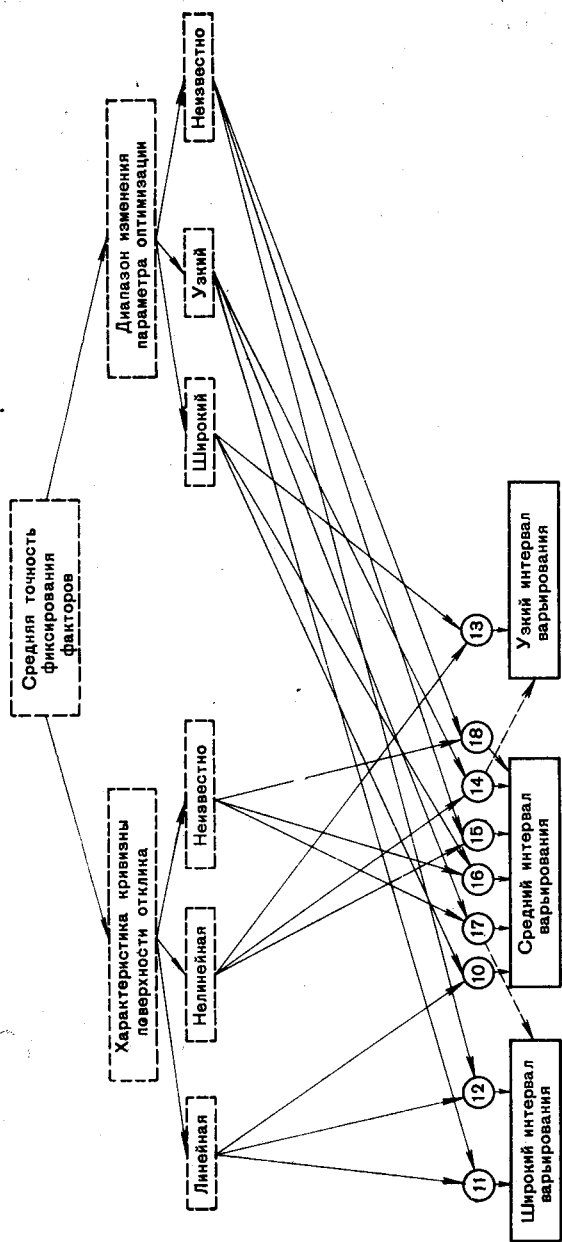 Средняя точность
фиксирования
факторов
Характеристика кривизны
поверхности отклика
Диапазон изменения
параметра оптимизации
Линейная
Нелинейная
Неизвестно
Широкий
Узкий
Неизвестно
11
12
10
17
16
15
14
18
13
Широкий интервал
варьирования
Средний интервал
варьирования
Узкий интервал
варьирования